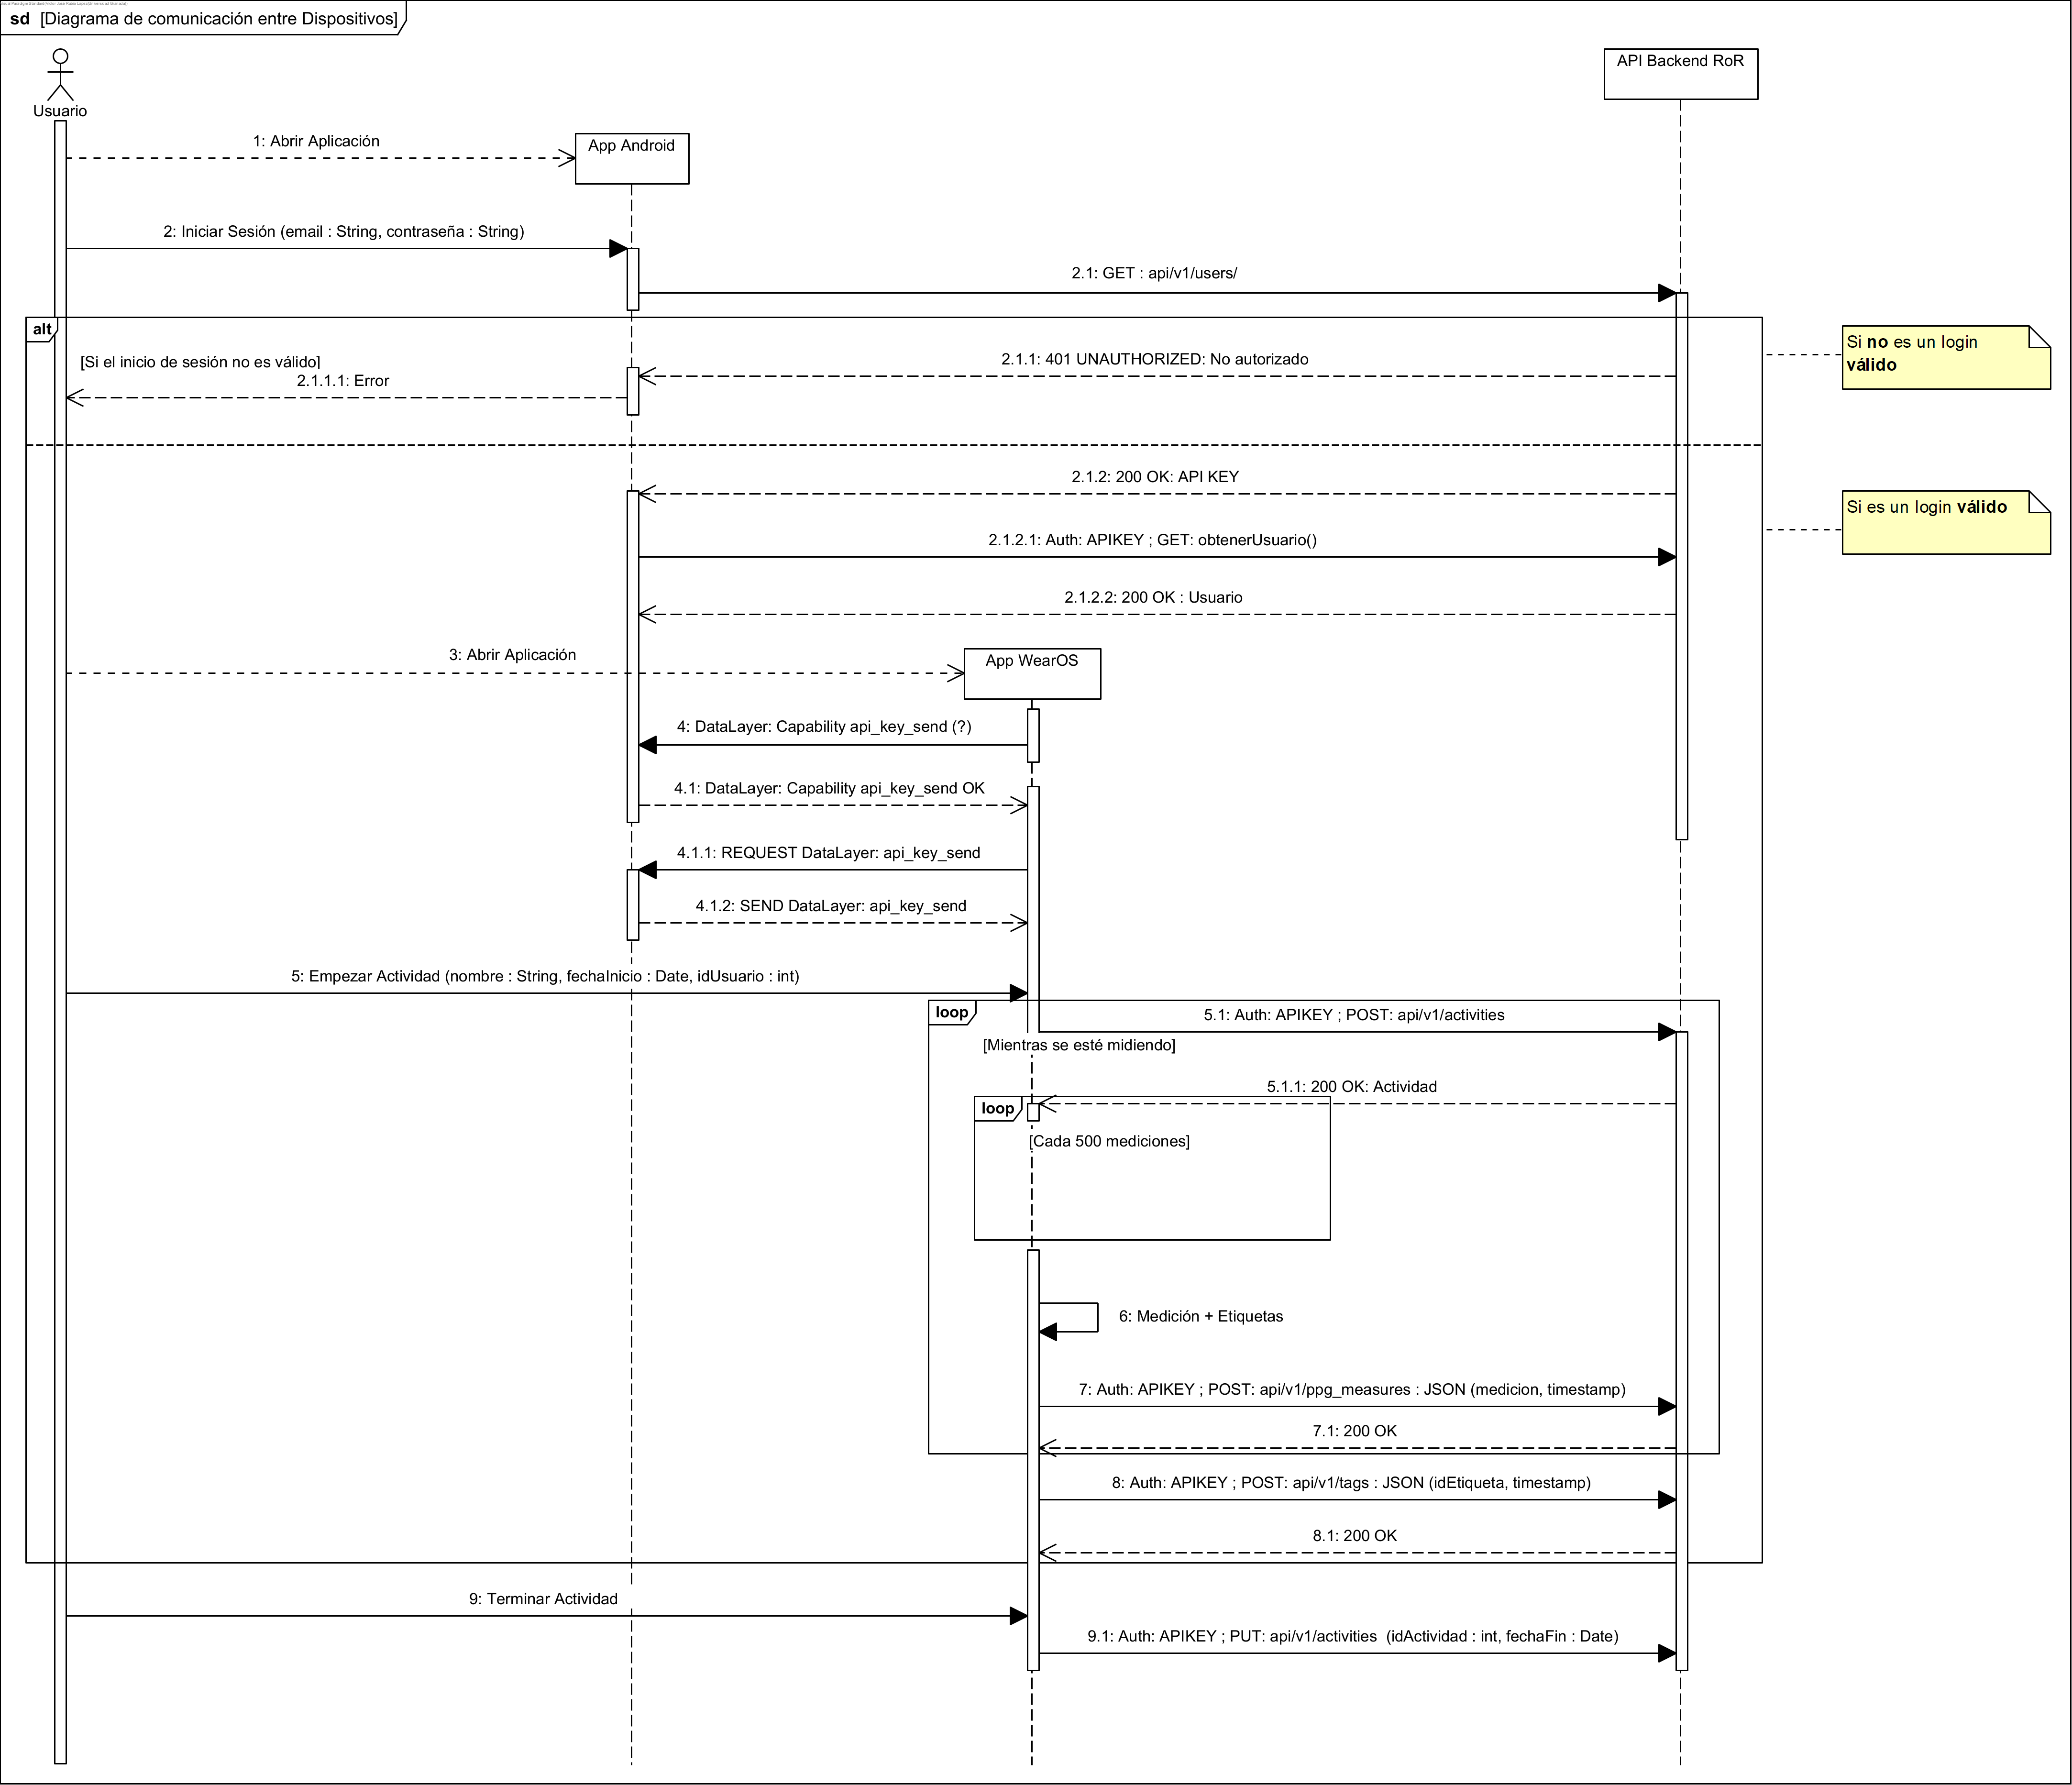 Visual Paradigm Standard
sd [Diagrama de comunicación entre Dispositivos]
Usuario
API Backend RoR
1: Abrir Aplicación
App Android
2: Iniciar Sesión (email : String, contraseña : String)
2.1: GET : api/v1/users/
alt
[Si el inicio de sesión no es válido]
2.1.1: 401 UNAUTHORIZED: No autorizado
Si no es un login
válido
2.1.1.1: Error
2.1.2: 200 OK: API KEY
Si es un login válido
2.1.2.1: Auth: APIKEY ; GET: obtenerUsuario()
2.1.2.2: 200 OK : Usuario
3: Abrir Aplicación
App WearOS
4: DataLayer: Capability api_key_send (?)
4.1: DataLayer: Capability api_key_send OK
4.1.1: REQUEST DataLayer: api_key_send
4.1.2: SEND DataLayer: api_key_send
5: Empezar Actividad (nombre : String, fechaInicio : Date, idUsuario : int)
loop
5.1: Auth: APIKEY ; POST: api/v1/activities
[Mientras se esté midiendo]
5.1.1: 200 OK: Actividad
loop
[Cada 500 mediciones]
6: Medición + Etiquetas
7: Auth: APIKEY ; POST: api/v1/ppg_measures : JSON (medicion, timestamp)
7.1: 200 OK
8: Auth: APIKEY ; POST: api/v1/tags : JSON (idEtiqueta, timestamp)
8.1: 200 OK
9: Terminar Actividad
9.1: Auth: APIKEY ; PUT: api/v1/activities  (idActividad : int, fechaFin : Date)